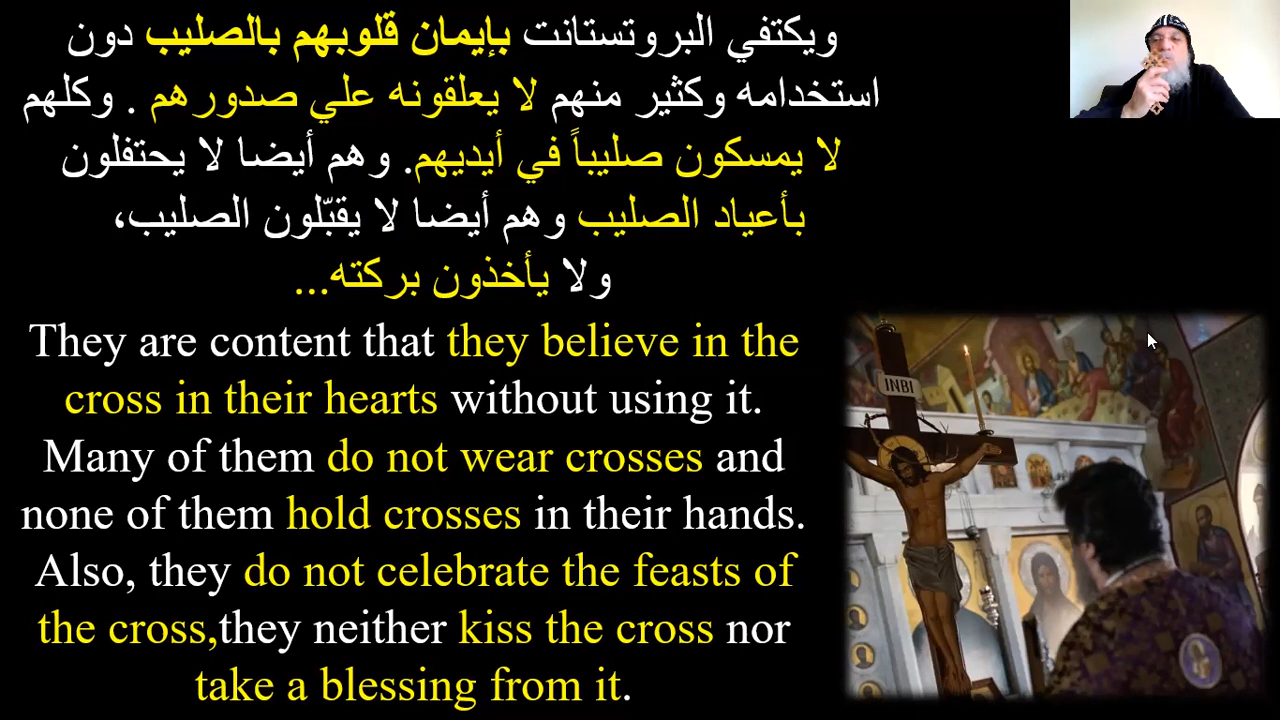 ويكتفي البروتستانت بإيمان قلوبهم بالصليب دون
استخدامه وكثير منهم لا يعلقونه علي صدورهم . وكلهم
لا يمسكون صليباً في أيديهم. وهم أيضا لا يحتفلون
بأعياد الصليب وهم أيضا لا يقبّلون الصليب،
ولا يأخذون بركته...
They are content that they believe in the
cross in their hearts without using it.
Many of them do not wear crosses and
none of them hold crosses in their hands.
Also, they do not celebrate the feasts of
the cross,they neither kiss the cross nor
take a blessing from it.
INBI